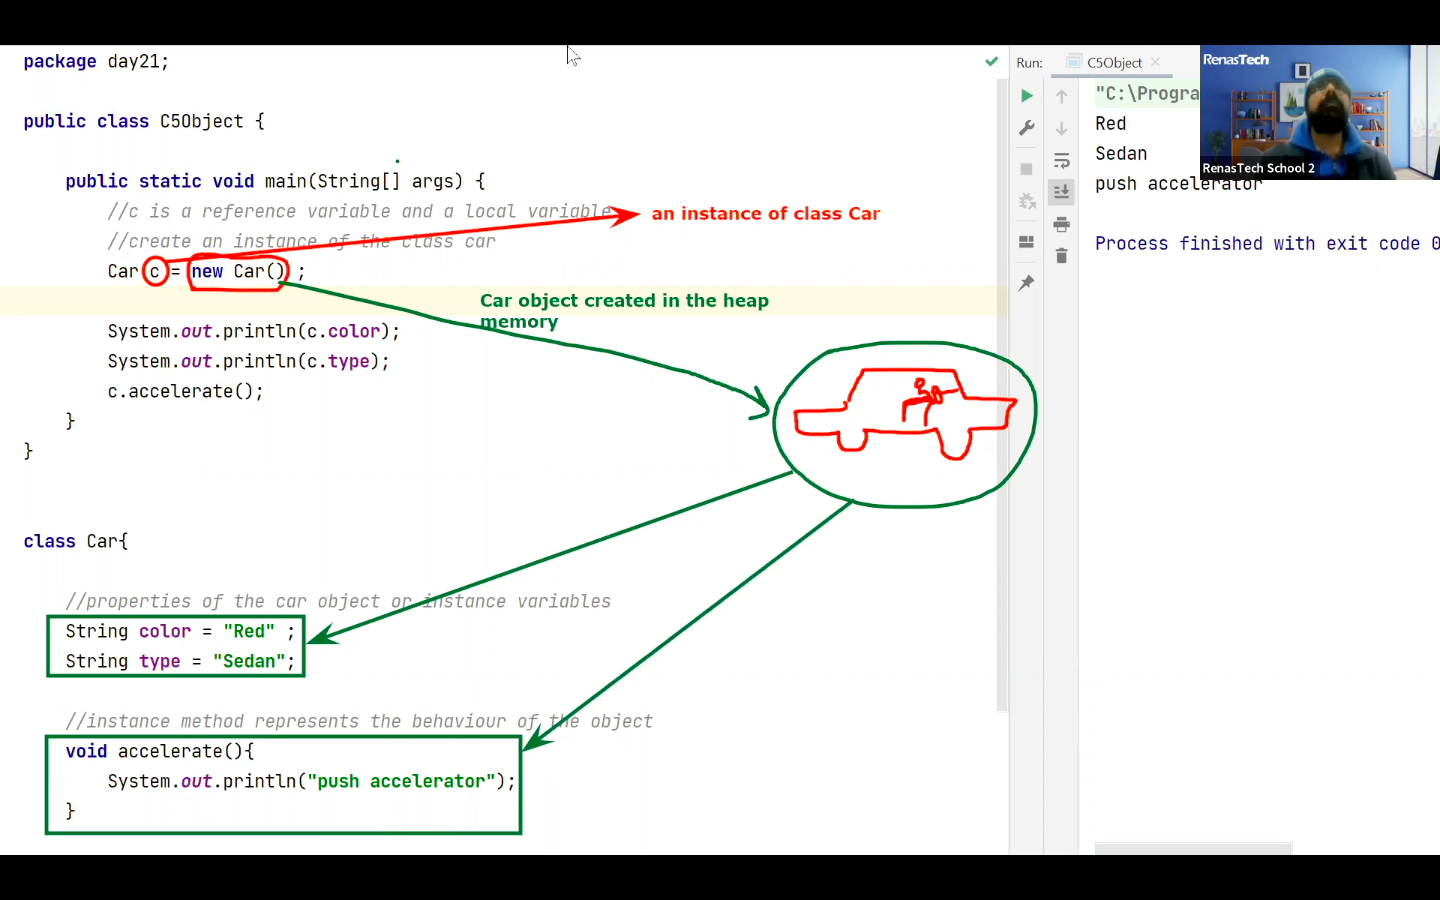 package day21;
public class C5Object {
public static void main(String[] args) {
//c is a reference variable and a local variable
an instance of class Car
//create an instance of the class car
Car c = new Car() ;
Car object created in the heap
memory
System.out.println(c.color);
System.out.println(c.type);
c.accelerate();
}
}
class Car{
//properties of the car object or instance variables
String color = "Red" ;
String type = "Sedan";
//instance method represents the behaviour of the object
void accelerate(){
System.out.println("push accelerator");
}
Run: C5Object
"C:\Progra
Red
Sedan
push accelerator
Process finished with exit code 0
RenasTech
RenasTech School 2